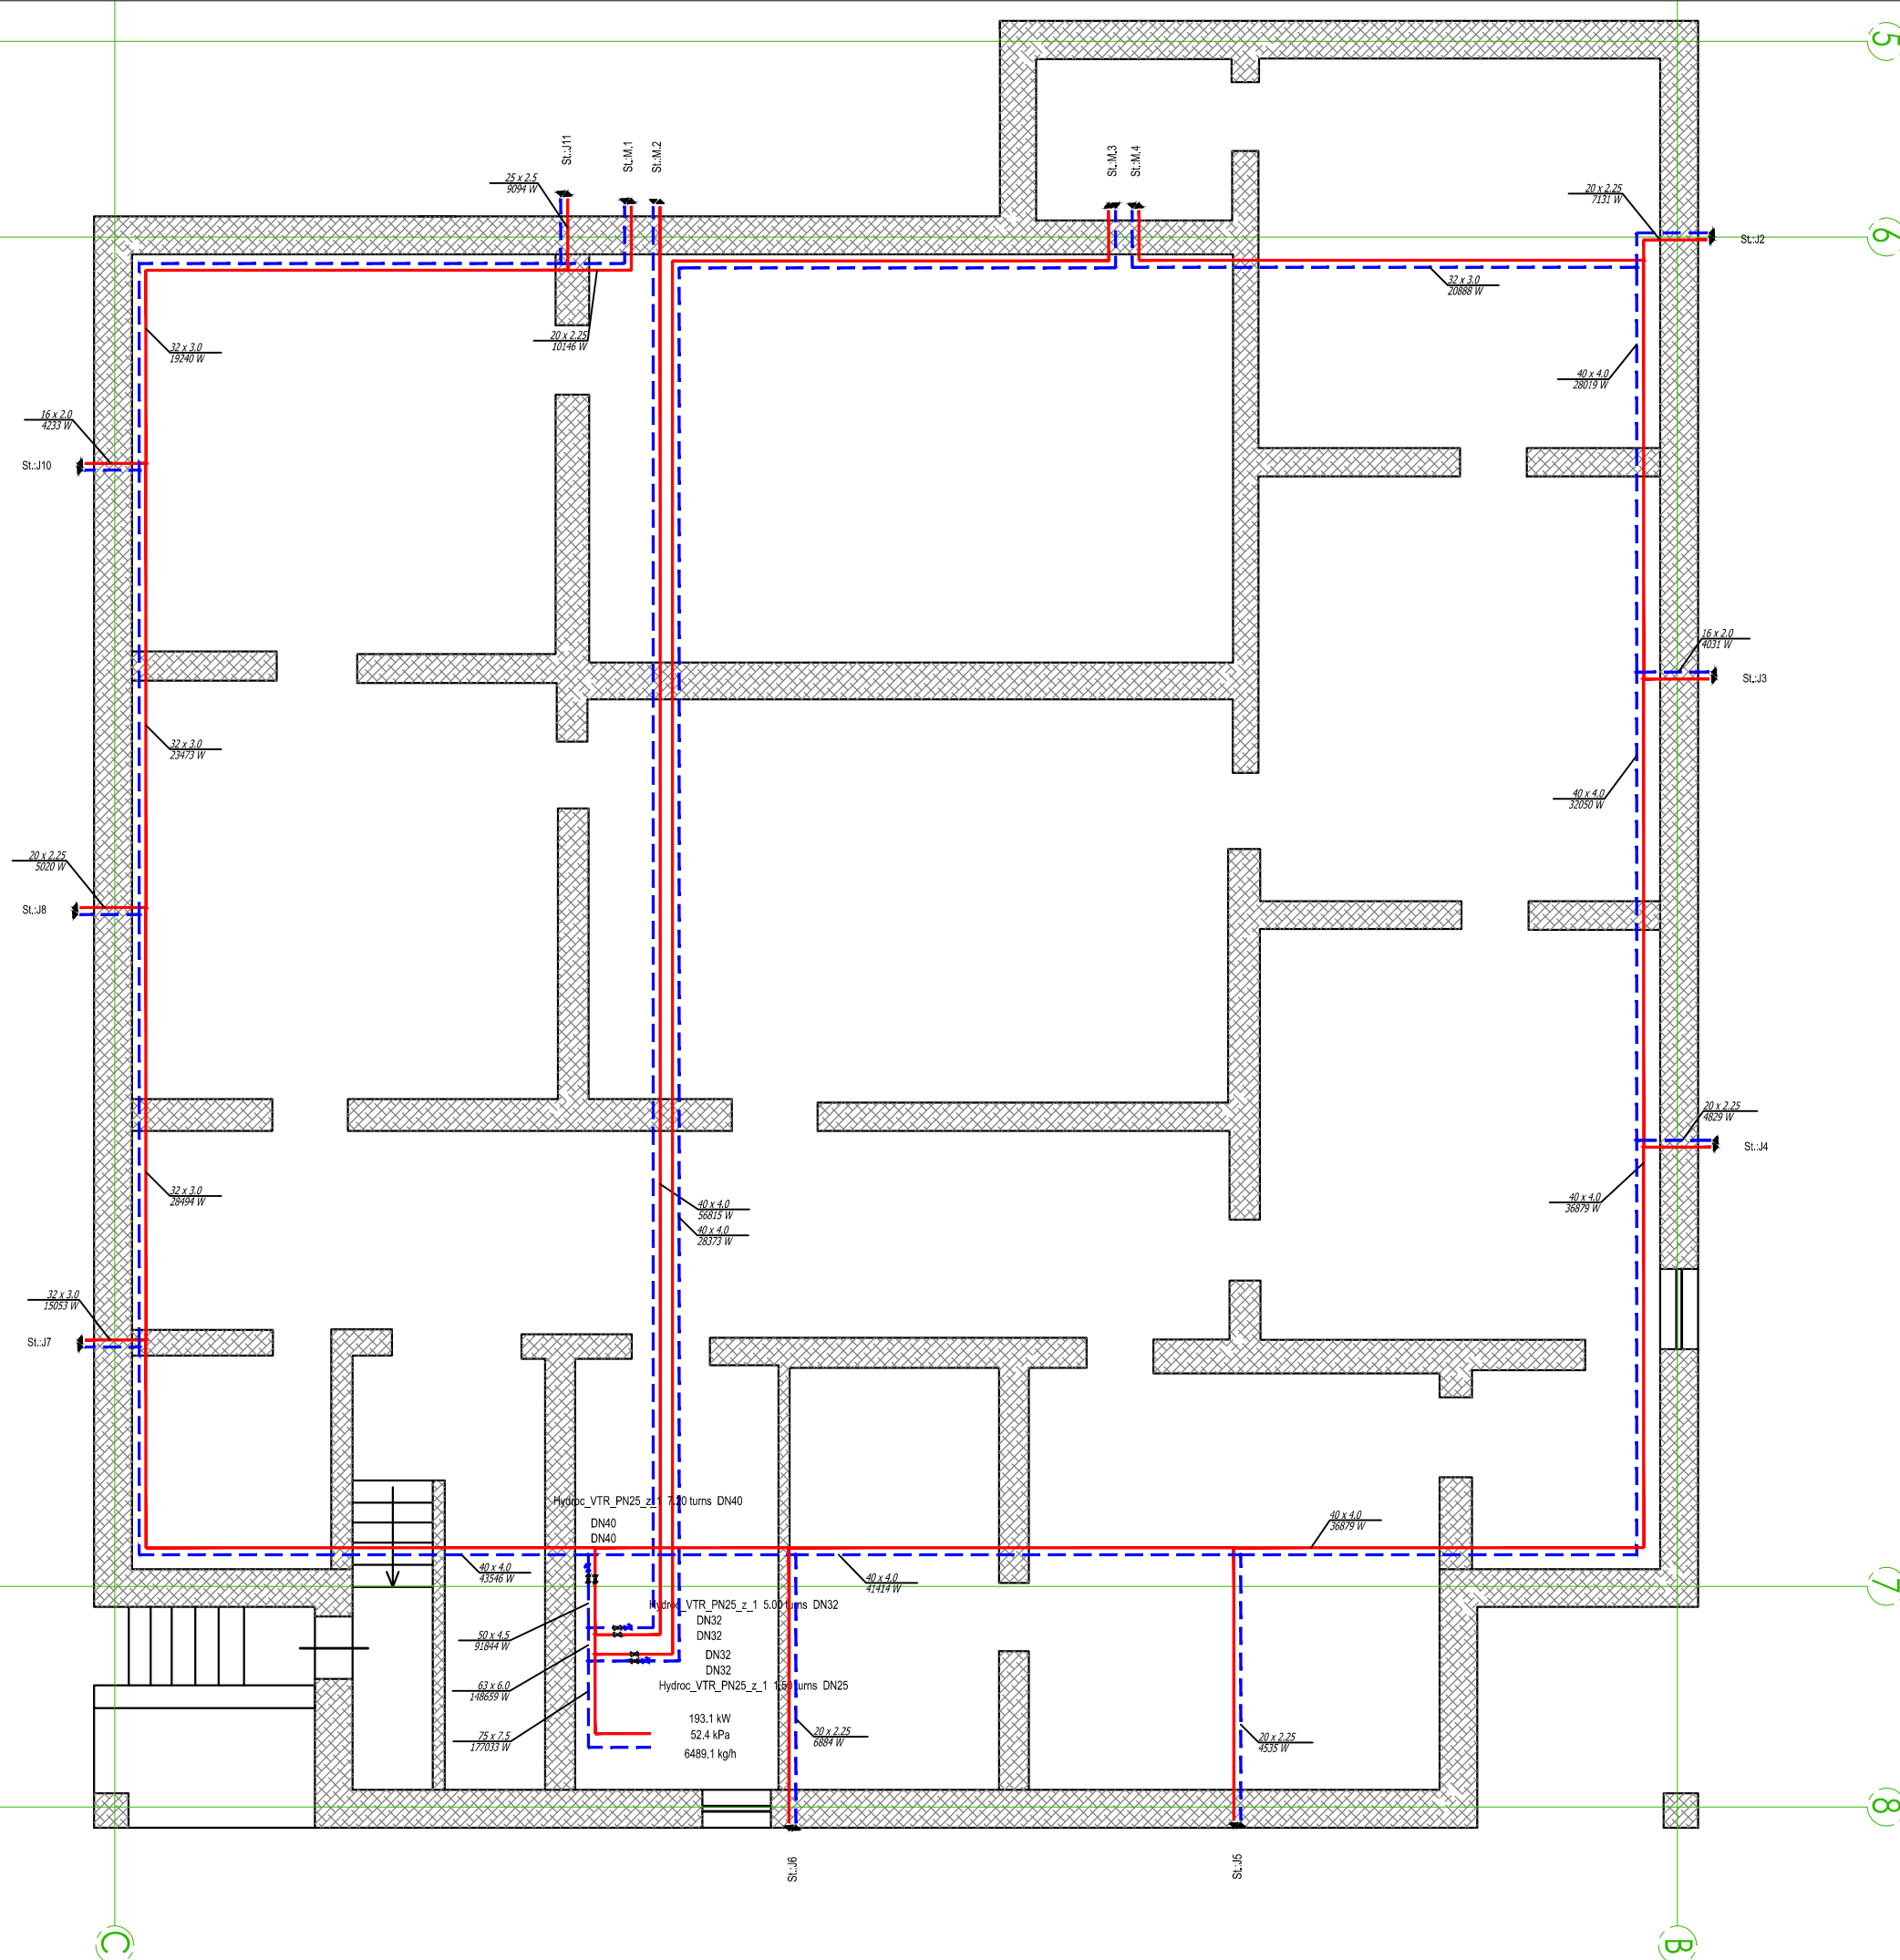 5
St.:J11
St.:M.1
St.:M.2
St.:M.3
St.:M.4
25 x 2.5
9094 W
20 x 2.25
7131 W
6
St.:J2
32 x 3.0
20888 W
20 x 2.25
10146 W
32 x 3.0
19240 W
40 x 4.0
28019 W
16 x 2.0
4233 W
St.:J10
16 x 2.0
4031 W
St.:J3
32 x 3.0
23473 W
40 x 4.0
32050 W
20 x 2.25
5020 W
St.:J8
20 x 2.25
4829 W
St.:J4
32 x 3.0
28494 W
40 x 4.0
56815 W
40 x 4.0
28373 W
40 x 4.0
36879 W
32 x 3.0
15053 W
St.:J7
Hydroc_VTR_PN25_z_1 7.20 turns DN40
DN40
DN40
40 x 4.0
36879 W
40 x 4.0
43546 W
40 x 4.0
41414 W
7
Hydroc_VTR_PN25_z_1 5.00 turns DN32
DN32
DN32
50 x 4.5
91844 W
DN32
DN32
Hydroc_VTR_PN25_z_1 1.50 turns DN25
63 x 6.0
148659 W
193.1 kW
52.4 kPa
6489.1 kg/h
75 x 7.5
177033 W
20 x 2.25
6884 W
20 x 2.25
4535 W
8
St.:J6
St.:J5
C
B